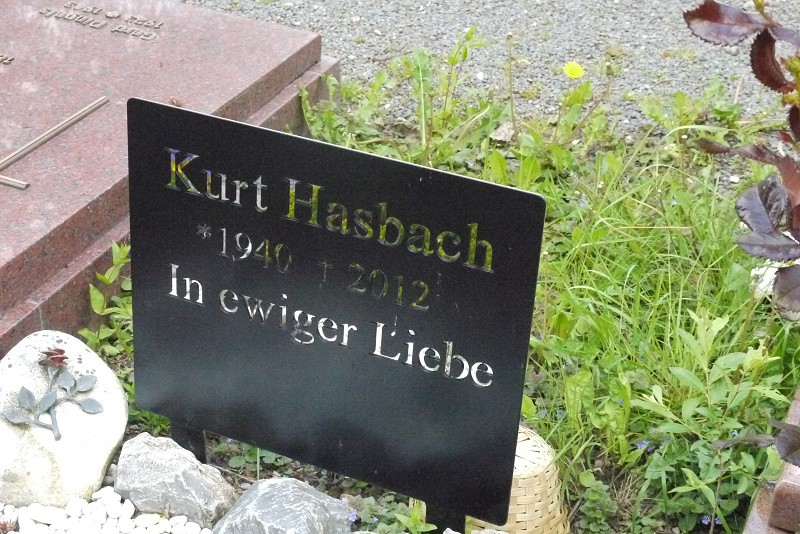 Kurt Hasbach
*1940 † 2012
In ewiger Liebe